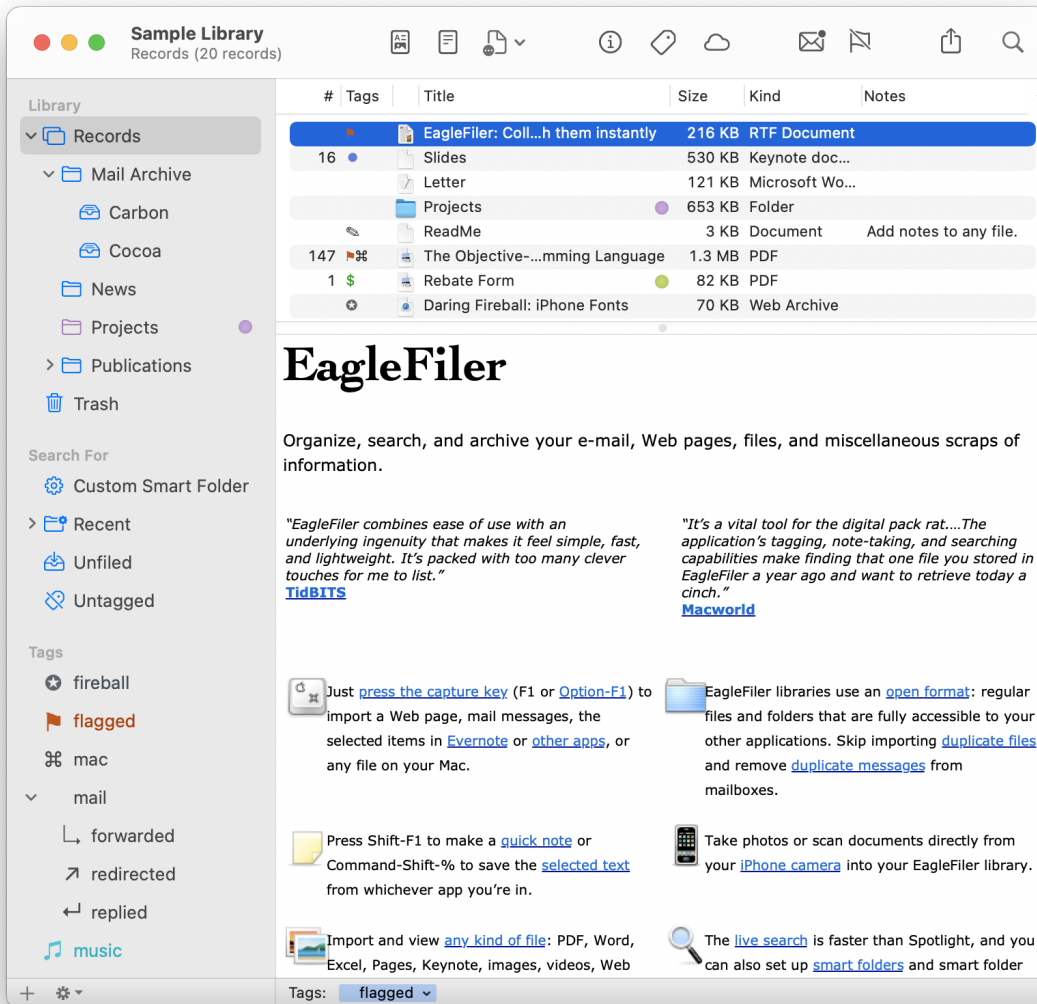 Sample Library
Records (20 records)
Library
Records
Mail Archive
Carbon
Cocoa
News
Projects
Publications
Trash
Search For
Custom Smart Folder
Recent
Unfiled
Untagged
Tags
fireball
flagged
mac
mail
forwarded
redirected
replied
music
# Tags Title Size Kind Notes
EagleFiler: Coll...h them instantly 216 KB RTF Document
16 Slides 530 KB Keynote doc...
Letter 121 KB Microsoft Wo...
Projects 653 KB Folder
ReadMe 3 KB Document Add notes to any file.
147 ⌘ The Objective-...mming Language 1.3 MB PDF
1 $ Rebate Form 82 KB PDF
Daring Fireball: iPhone Fonts 70 KB Web Archive
EagleFiler
Organize, search, and archive your e-mail, Web pages, files, and miscellaneous scraps of
information.
“EagleFiler combines ease of use with an
underlying ingenuity that makes it feel simple, fast,
and lightweight. It’s packed with too many clever
touches for me to list.”
TidBITS
“It’s a vital tool for the digital pack rat....The
application’s tagging, note-taking, and searching
capabilities make finding that one file you stored in
EagleFiler a year ago and want to retrieve today a
cinch.”
Macworld
Just press the capture key (F1 or Option-F1) to
import a Web page, mail messages, the
selected items in Evernote or other apps, or
any file on your Mac.
EagleFiler libraries use an open format: regular
files and folders that are fully accessible to your
other applications. Skip importing duplicate files
and remove duplicate messages from
mailboxes.
Press Shift-F1 to make a quick note or
Command-Shift-% to save the selected text
from whichever app you’re in.
Take photos or scan documents directly from
your iPhone camera into your EagleFiler library.
Import and view any kind of file: PDF, Word,
Excel, Pages, Keynote, images, videos, Web
The live search is faster than Spotlight, and you
can also set up smart folders and smart folder
Tags: flagged